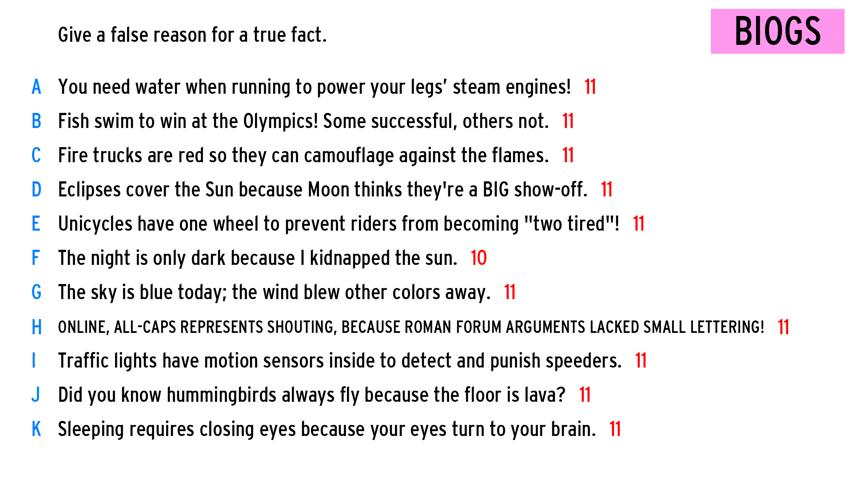 Give a false reason for a true fact.
BIOGS
A You need water when running to power your legs' steam engines! 11
B Fish swim to win at the Olympics! Some successful, others not. 11
C Fire trucks are red so they can camouflage against the flames. 11
D Eclipses cover the Sun because Moon thinks they're a BIG show-off. 11
E Unicycles have one wheel to prevent riders from becoming "two tired"! 11
F The night is only dark because I kidnapped the sun. 10
G The sky is blue today; the wind blew other colors away. 11
H ONLINE, ALL-CAPS REPRESENTS SHOUTING, BECAUSE ROMAN FORUM ARGUMENTS LACKED SMALL LETTERING! 11
I Traffic lights have motion sensors inside to detect and punish speeders. 11
J Did you know hummingbirds always fly because the floor is lava? 11
K Sleeping requires closing eyes because your eyes turn to your brain. 11